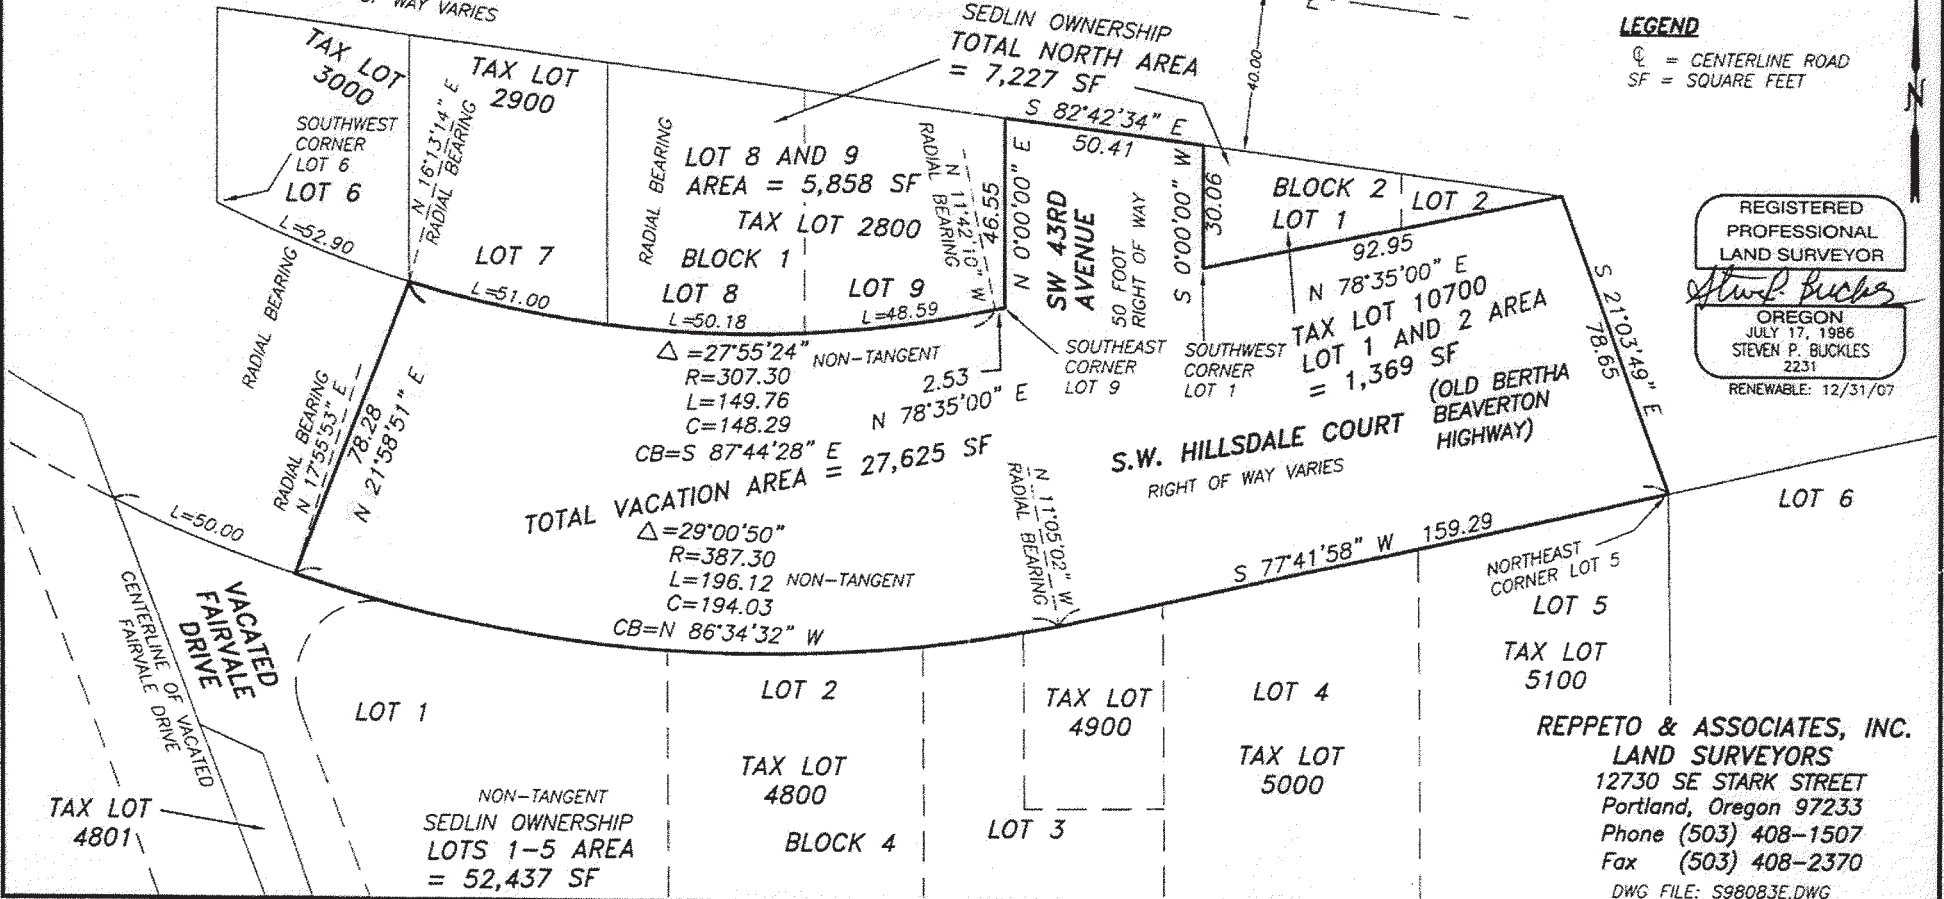 OF WAY VARIES
SEDLIN OWNERSHIP
TOTAL NORTH AREA
= 7,227 SF
40.00
LEGEND
℄ = CENTERLINE ROAD
SF = SQUARE FEET
N
TAX LOT
3000
SOUTHWEST
CORNER
LOT 6
LOT 6
L=52.90
N 16°13'14" E
RADIAL BEARING
TAX LOT
2900
LOT 7
L=51.00
RADIAL BEARING
LOT 8 AND 9
AREA = 5,858 SF
TAX LOT 2800
BLOCK 1
LOT 8
L=50.18
LOT 9
L=48.59
RADIAL BEARING
N 11°42'10" W
46.55
N 0°00'00" E
S 82°42'34" E
50.41
SW 43RD
AVENUE
50 FOOT
RIGHT OF WAY
S 0°00'00" W
30.06
BLOCK 2
LOT 1
LOT 2
92.95
N 78°35'00" E
TAX LOT 10700
LOT 1 AND 2 AREA
= 1,369 SF
S 21°03'49" E
78.65
REGISTERED
PROFESSIONAL
LAND SURVEYOR
Steve P. Buckles
OREGON
JULY 17, 1986
STEVEN P. BUCKLES
2231
RENEWABLE: 12/31/07
RADIAL BEARING
RADIAL BEARING
N 17°55'53" E
78.28
N 21°58'51" E
△ =27°55'24" NON-TANGENT
R=307.30
L=149.76
C=148.29
CB=S 87°44'28" E
2.53
N 78°35'00" E
SOUTHEAST
CORNER
LOT 9
SOUTHWEST
CORNER
LOT 1
TOTAL VACATION AREA = 27,625 SF
S.W. HILLSDALE COURT
(OLD BERTHA
BEAVERTON
HIGHWAY)
RIGHT OF WAY VARIES
△=29°00'50"
R=387.30
L=196.12 NON-TANGENT
C=194.03
CB=N 86°34'32" W
N 11°05'02" W
RADIAL BEARING
S 77°41'58" W 159.29
NORTHEAST
CORNER LOT 5
LOT 5
LOT 6
TAX LOT
5100
L=50.00
VACATED
FAIRVALE
DRIVE
CENTERLINE OF VACATED
FAIRVALE DRIVE
LOT 1
LOT 2
TAX LOT
4900
LOT 4
TAX LOT
4800
TAX LOT
5000
BLOCK 4
LOT 3
TAX LOT
4801
NON-TANGENT
SEDLIN OWNERSHIP
LOTS 1-5 AREA
= 52,437 SF
REPPETO & ASSOCIATES, INC.
LAND SURVEYORS
12730 SE STARK STREET
Portland, Oregon 97233
Phone (503) 408-1507
Fax (503) 408-2370
DWG FILE: S98083E.DWG